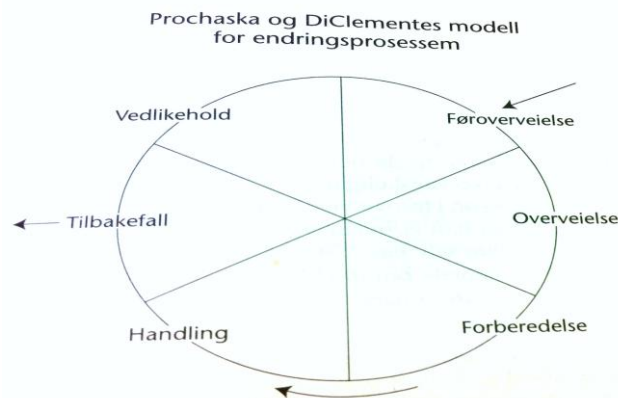 Prochaska og DiClementes modell
for endringsprosessem
Vedlikehold
Føroverveielse
Tilbakefall
Overveielse
Handling
Forberedelse